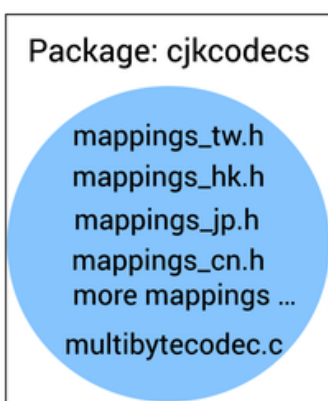 Package: cjkcodecs
mappings_tw.h
mappings_hk.h
mappings_jp.h
mappings_cn.h
more mappings ...
multibytecodec.c